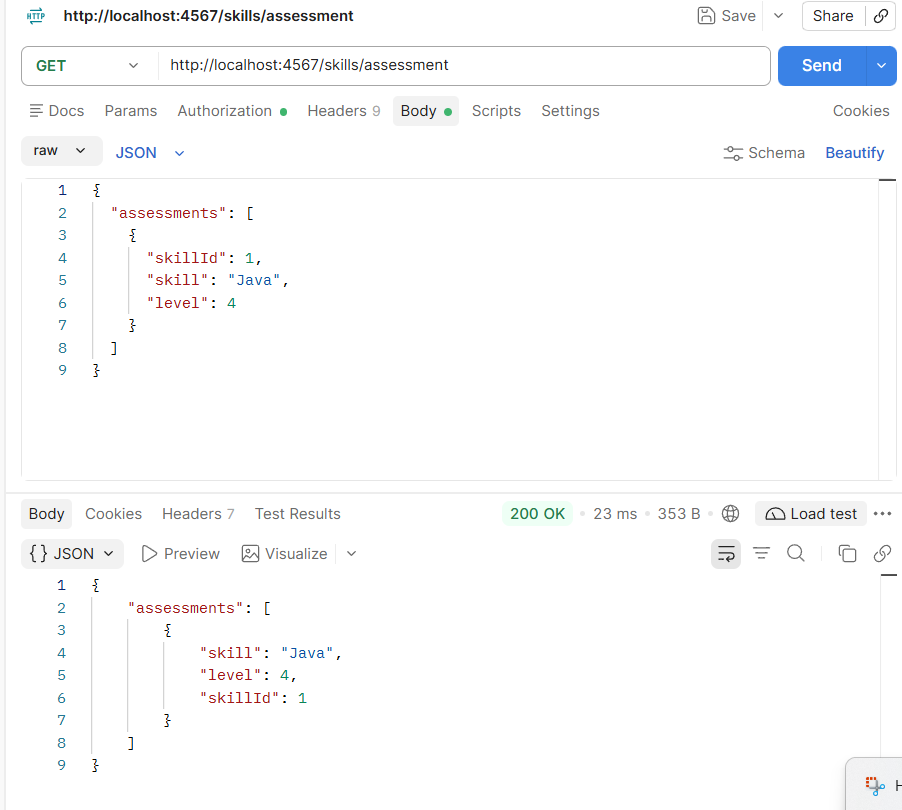 HTTP http://localhost:4567/skills/assessment Save Share
GET http://localhost:4567/skills/assessment Send
Docs Params Authorization Headers 9 Body Scripts Settings Cookies
raw JSON Schema Beautify
1 {
2 "assessments": [
3 {
4 "skillId": 1,
5 "skill": "Java",
6 "level": 4
7 }
8 ]
9 }
Body Cookies Headers 7 Test Results 200 OK • 23 ms • 353 B • Load test
{} JSON Preview Visualize
1 {
2 "assessments": [
3 {
4 "skill": "Java",
5 "level": 4,
6 "skillId": 1
7 }
8 ]
9 }